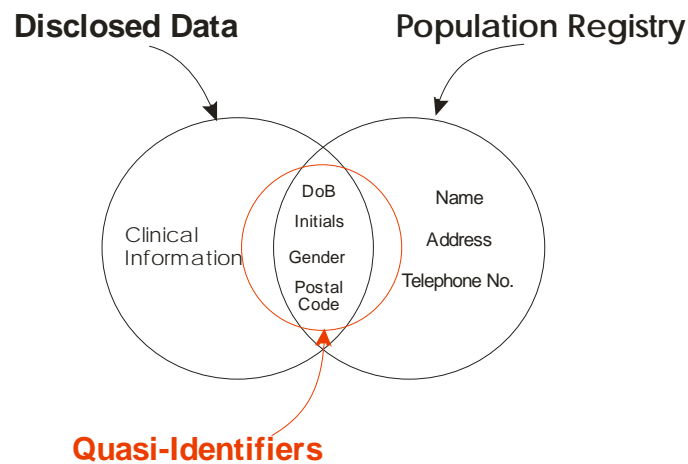 Disclosed Data
Population Registry
DoB
Initials
Gender
Postal
Code
Clinical
Information
Name
Address
Telephone No.
Quasi-Identifiers